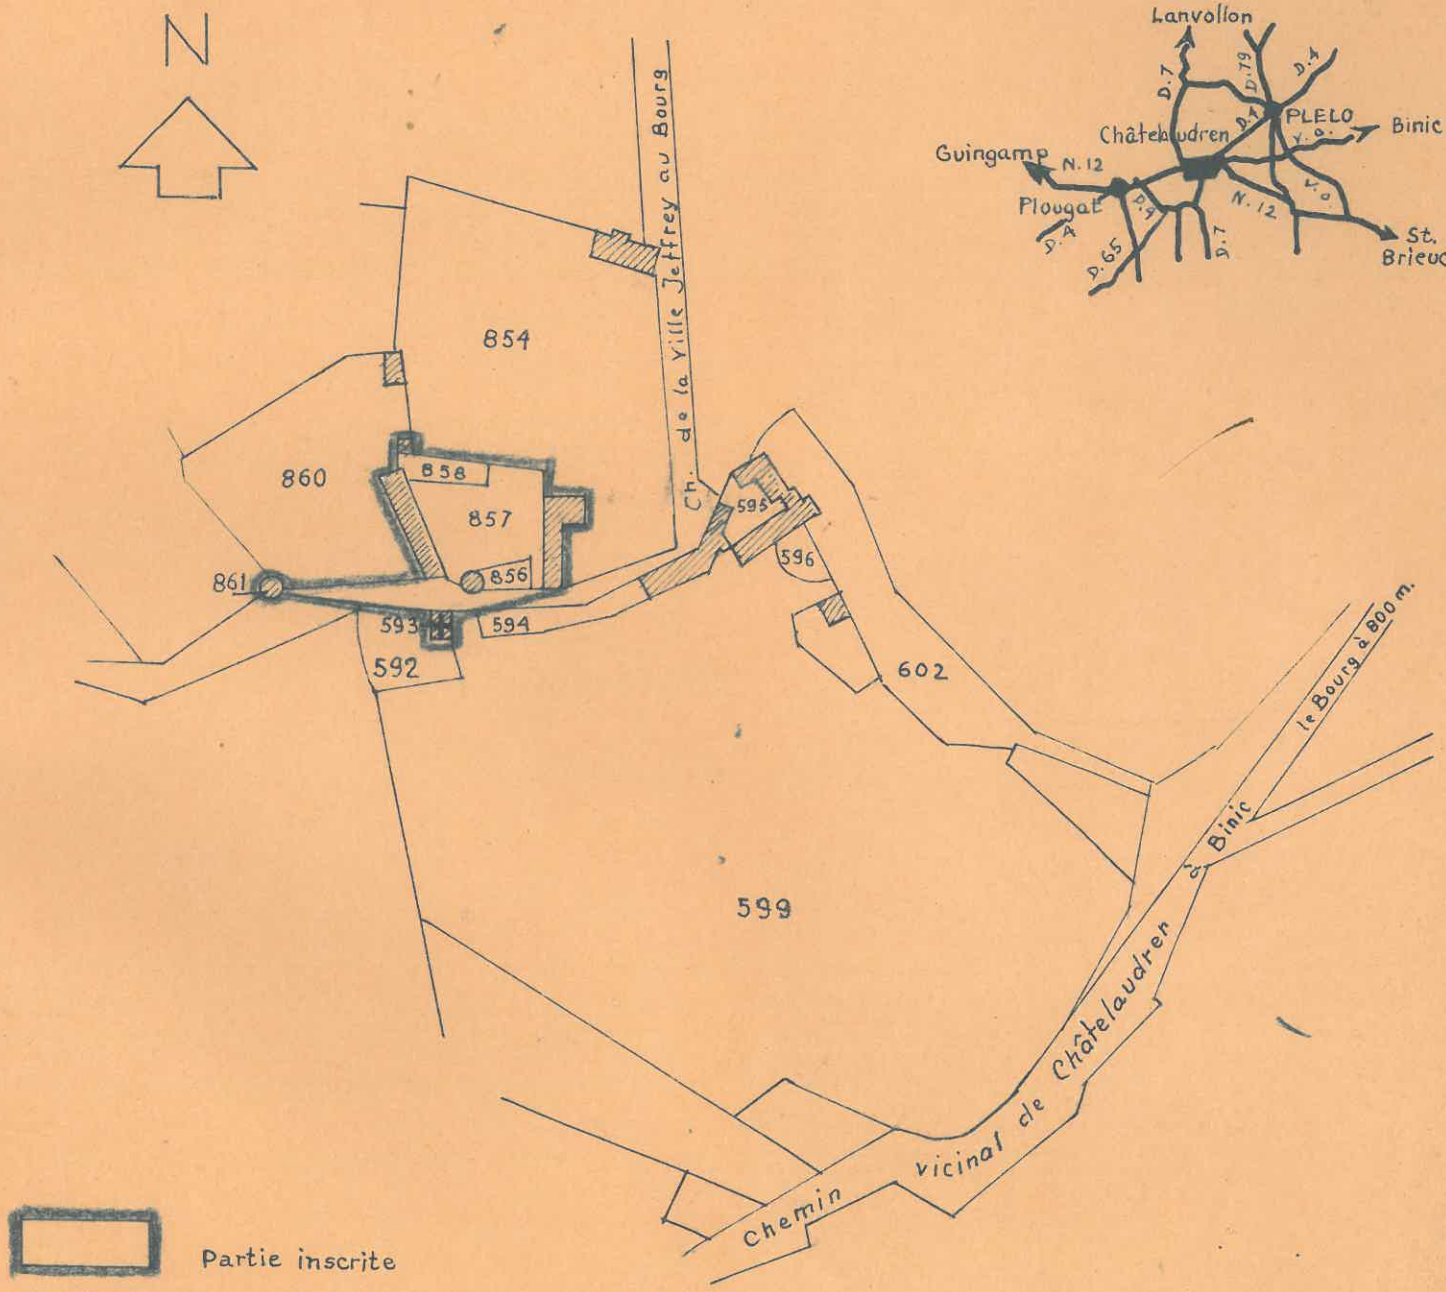 N
Lanvollon
D.7
D.79
D.4
D.4
PLELO
Châtelaudren
V.O.
Binic
Guingamp
N.12
Plougat
D.4
V.O.
N.12
D.A
D.65
D.7
St.
Brieuc
Ch. de la Ville Jeffrey au Bourg
854
860
858
857
595
596
861
856
593
594
592
602
le Bourg à 800 m.
599
Chemin vicinal de Châtelaudren à Binic
Partie inscrite